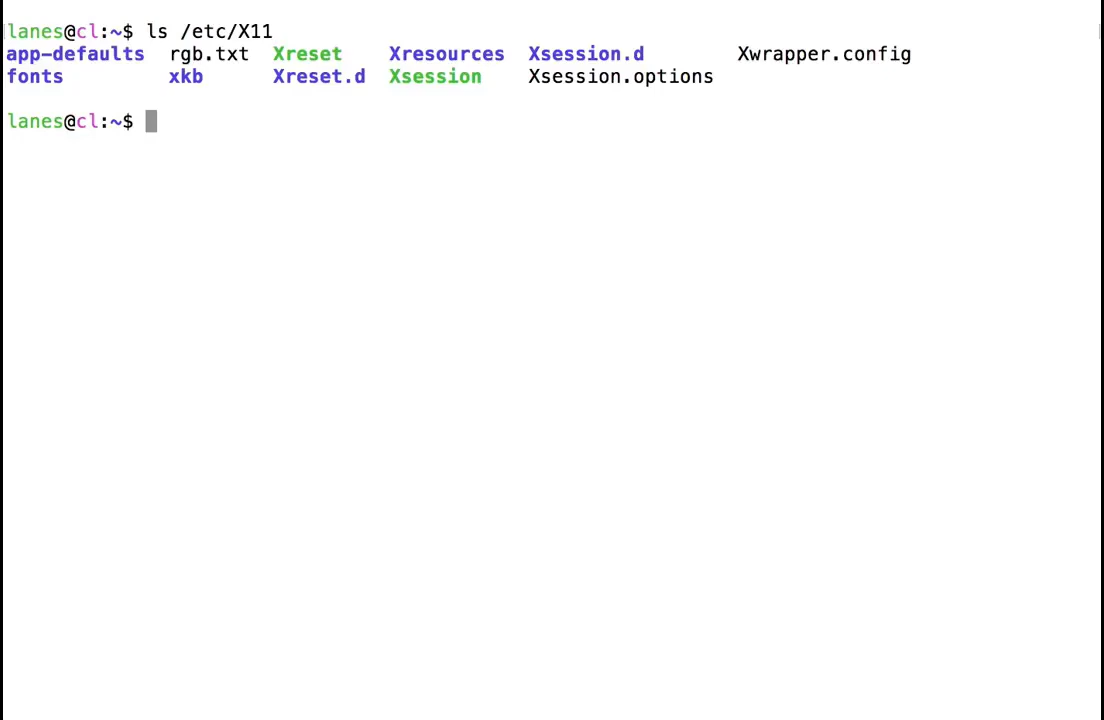 lanes@cl:~$ ls /etc/X11
app-defaults  rgb.txt  Xreset    Xresources  Xsession.d        Xwrapper.config
fonts         xkb      Xreset.d  Xsession    Xsession.options
lanes@cl:~$